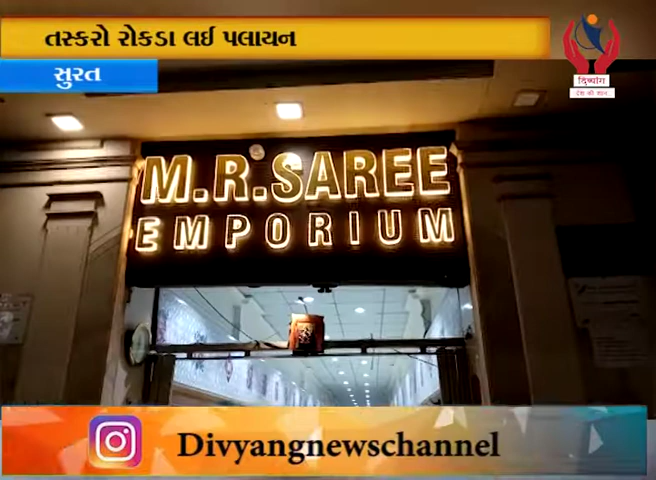 તસ્કરો રોકડા લઈ પલાયન
સુરત
दिव्यांग
देश की शान
M.R.SAREE
EMPORIUM
Divyangnewschannel